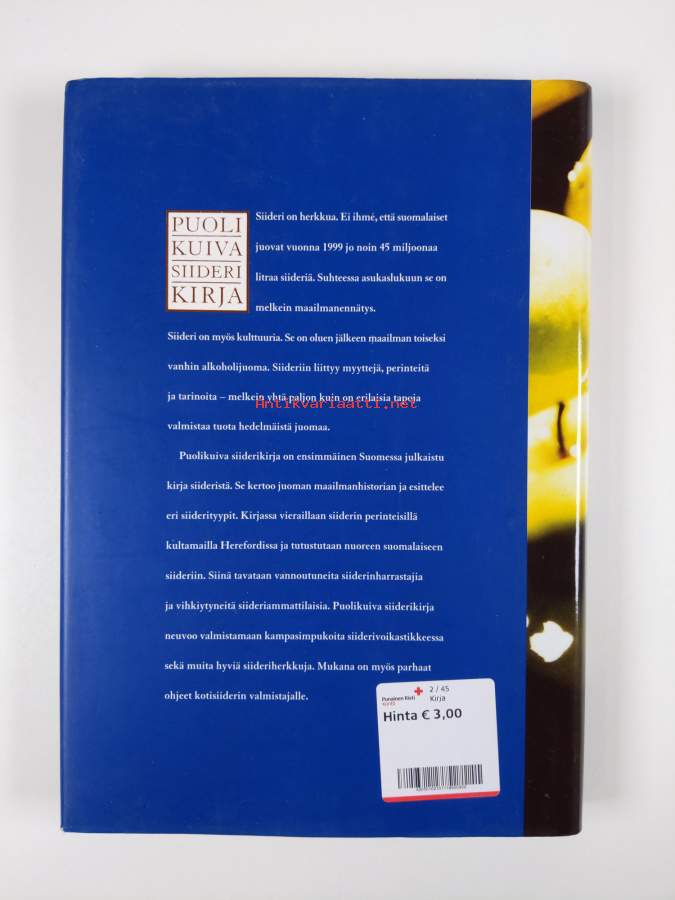 PUOLI
KUIVA
SIIDERI
KIRJA
Siideri on herkkua. Ei ihmé, että suomalaiset
juovat vuonna 1999 jo noin 45 miljoonaa
litraa siideriä. Suhteessa asukaslukuun se on
melkein maailmanennätys.
Siideri on myös kulttuuria. Se on oluen jälkeen maailman toiseksi
vanhin alkoholijuoma. Siideriin liittyy myyttejä, perinteitä
ja tarinoita – melkein yhtä paljon kuin on erilaisia tapoja
Antikvariaatti.net
valmistaa tuota hedelmäistä juomaa.
Puolikuiva siiderikirja on ensimmäinen Suomessa julkaistu
kirja siideristä. Se kertoo juoman maailmanhistorian ja esittelee
eri siiderityypit. Kirjassa vieraillaan siiderin perinteisillä
kultamailla Herefordissa ja tutustutaan nuoreen suomalaiseen
siideriin. Siinä tavataan vannoutuneita siiderinharrastajia
ja vihkiytyneitä siideriammattilaisia. Puolikuiva siiderikirja
neuvoo valmistamaan kampasimpukoita siiderivoikastikkeessa
sekä muita hyviä siideriherkkuja. Mukana on myös parhaat
ohjeet kotisiiderin valmistajalle.
Punainen Risti
Kontti
2 / 45
Kirja
Hinta € 3,00